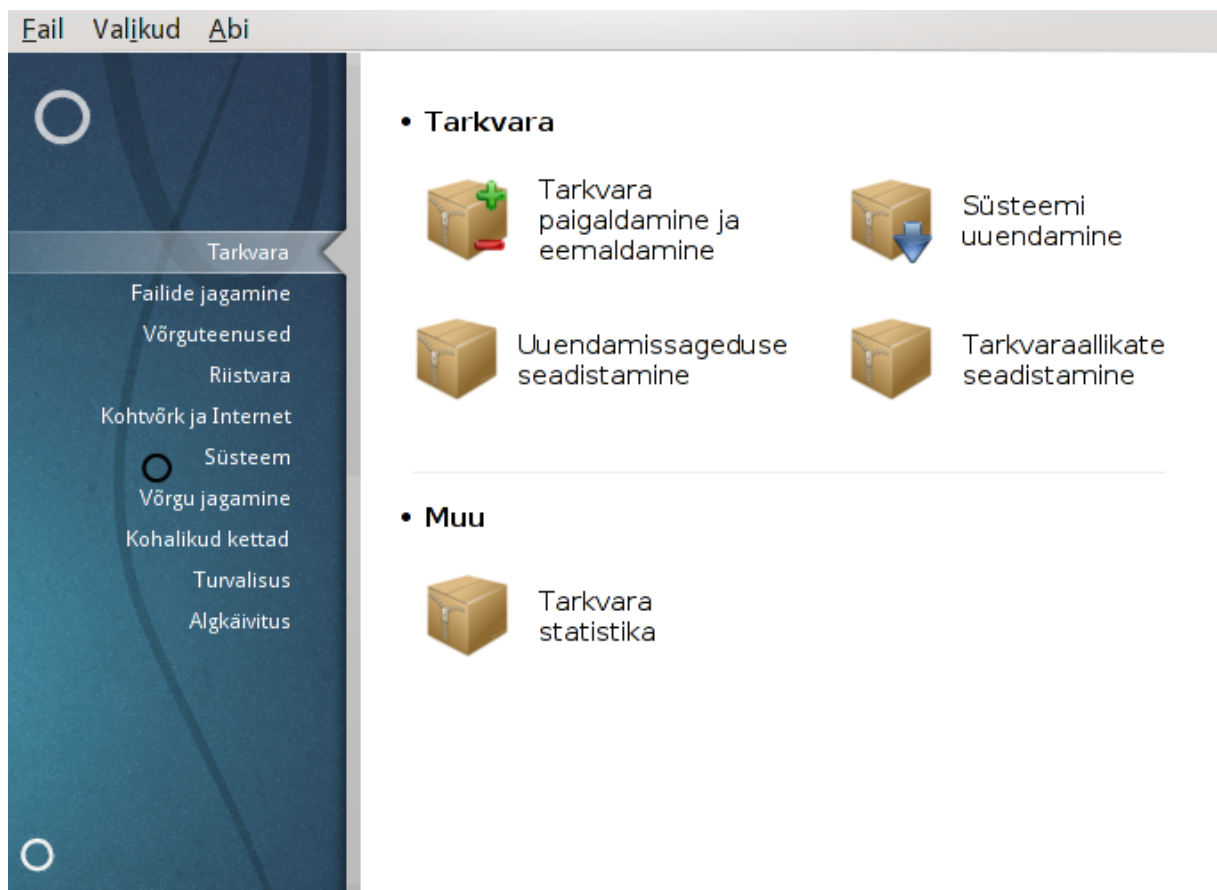 Fail Valikud Abi
Tarkvara
Failide jagamine
Võrguteenused
Riistvara
Kohtvõrk ja Internet
Süsteem
Võrgu jagamine
Kohalikud kettad
Turvalisus
Algkäivitus
• Tarkvara
Tarkvara
paigaldamine ja
eemaldamine
Süsteemi
uuendamine
Uuendamissageduse
seadistamine
Tarkvaraallikate
seadistamine
• Muu
Tarkvara
statistika